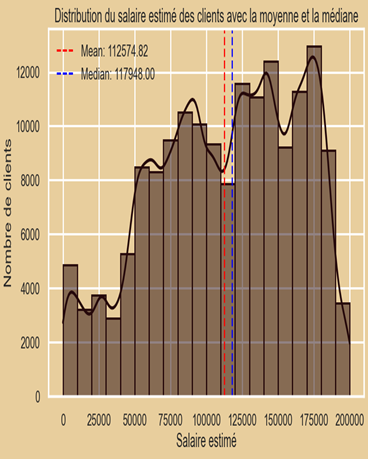 Distribution du salaire estimé des clients avec la moyenne et la médiane
Mean: 112574.82
Median: 117948.00
12000
10000
8000
6000
4000
2000
0
Nombre de clients
0 25000 50000 75000 100000 125000 150000 175000 200000
Salaire estimé